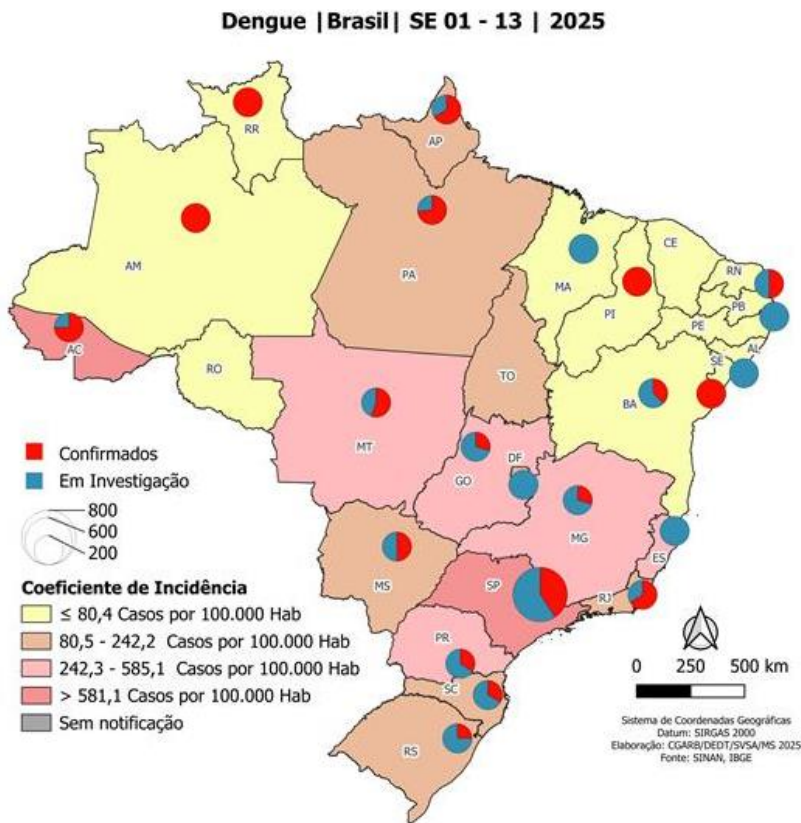 Dengue | Brasil | SE 01 - 13 | 2025
RR
AP
AM
PA
MA
CE
RN
PB
PI
PE
AL
SE
AC
RO
TO
BA
MT
DF
GO
MG
ES
MS
SP
RJ
PR
SC
RS
Confirmados
Em Investigação
800
600
200
Coeficiente de Incidência
≤ 80,4 Casos por 100.000 Hab
80,5 - 242,2 Casos por 100.000 Hab
242,3 - 585,1 Casos por 100.000 Hab
> 581,1 Casos por 100.000 Hab
Sem notificação
0 250 500 km
Sistema de Coordenadas Geográficas
Datum: SIRGAS 2000
Elaboração: CGARB/DEDT/SVSA/MS 2025
Fonte: SINAN, IBGE